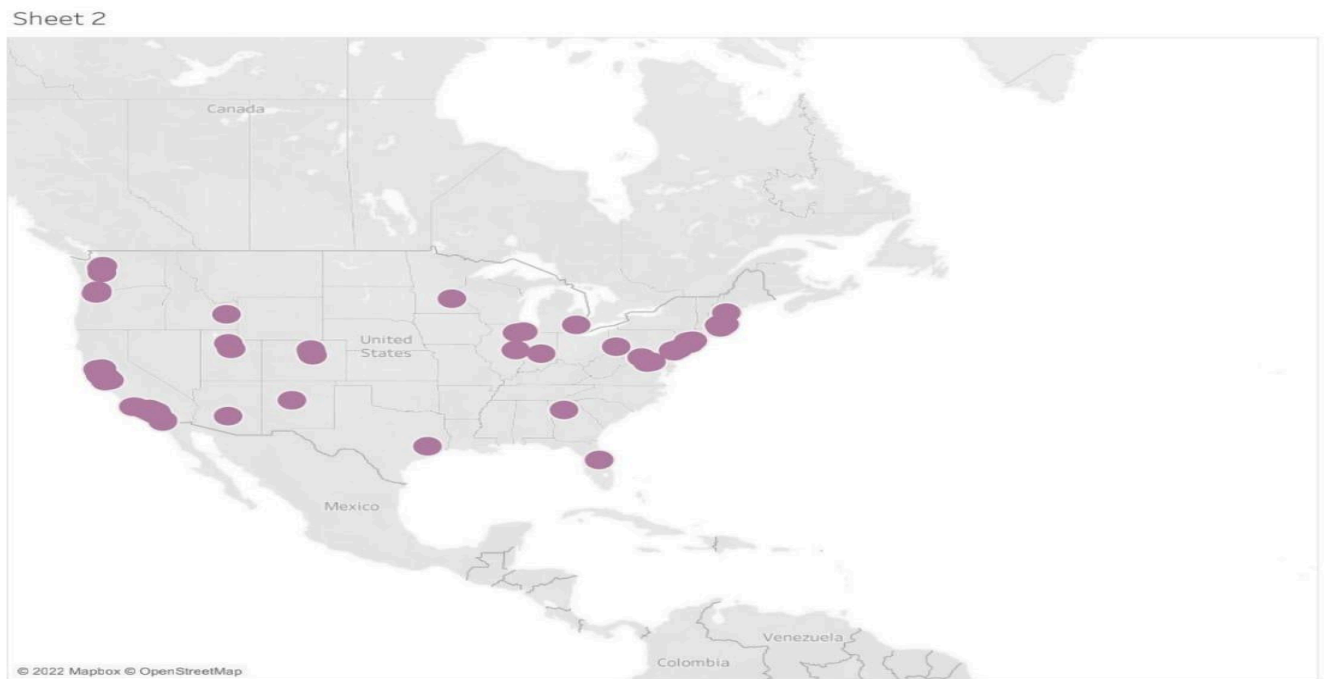 Sheet 2
Canada
United
States
Mexico
Venezuela
Colombia
© 2022 Mapbox © OpenStreetMap